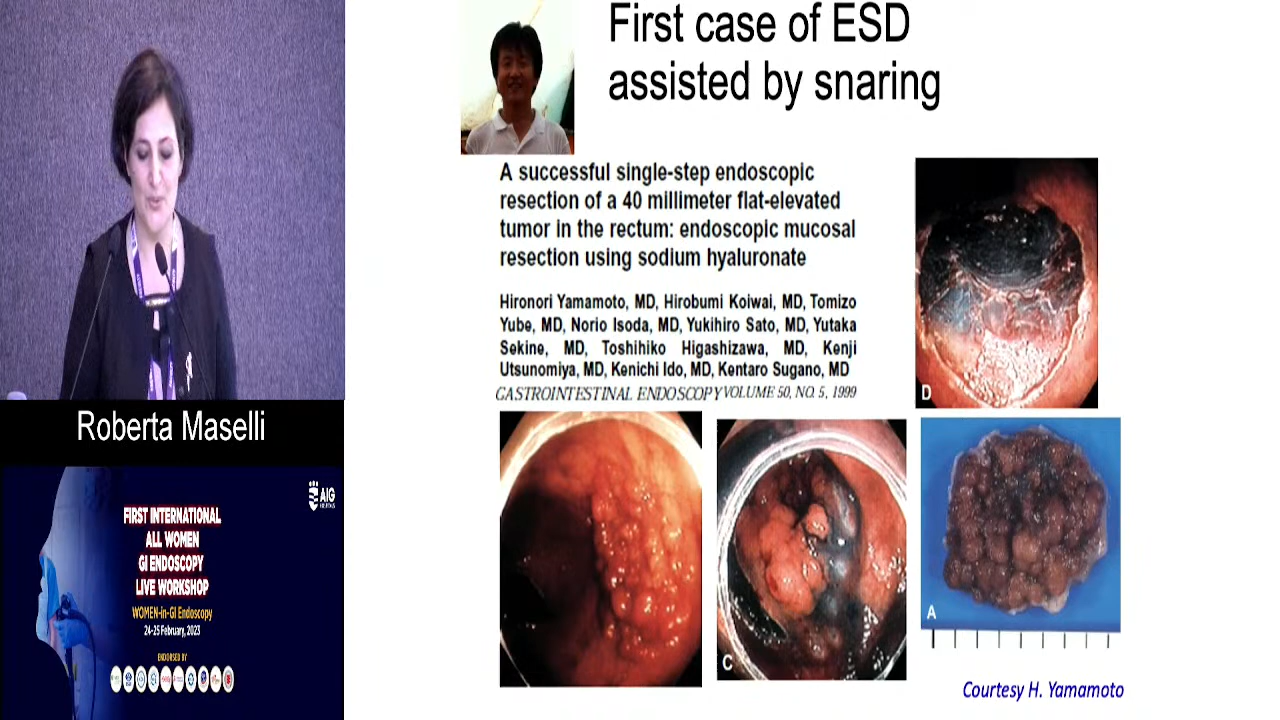 First case of ESD
assisted by snaring
A successful single-step endoscopic
resection of a 40 millimeter flat-elevated
tumor in the rectum: endoscopic mucosal
resection using sodium hyaluronate
Hironori Yamamoto, MD, Hirobumi Koiwai, MD, Tomizo
Yube, MD, Norio Isoda, MD, Yukihiro Sato, MD, Yutaka
Sekine, MD, Toshihiko Higashizawa, MD, Kenji
Utsunomiya, MD, Kenichi Ido, MD, Kentaro Sugano, MD
GASTROINTESTINAL ENDOSCOPY VOLUME 50, NO. 5, 1999
D
C
A
Courtesy H. Yamamoto
Roberta Maselli
AIG
HOSPITALS
FIRST INTERNATIONAL
ALL WOMEN
GI ENDOSCOPY
LIVE WORKSHOP
WOMEN-in-GI Endoscopy
24-25 February, 2023
ENDORSED BY